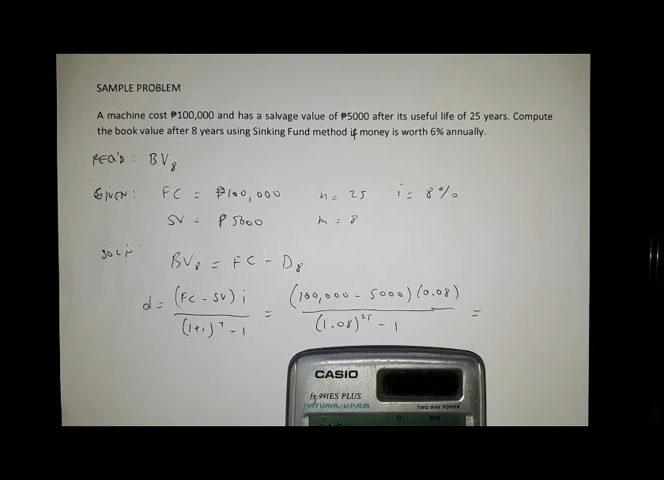 SAMPLE PROBLEM
A machine cost ₱100,000 and has a salvage value of ₱5000 after its useful life of 25 years. Compute
the book value after 8 years using Sinking Fund method if money is worth 6% annually.
REQ'D : BV₈
GIVEN: FC = ₱100,000 n = 25 i = 8%
SV = ₱5000 m = 8
SOL'N:
BV₈ = FC - D₈
d = (FC - SV) i / (1+i)ⁿ - 1 = (100,000 - 5000)(0.08) / (1.08)²⁵ - 1 =
CASIO
fx-991ES PLUS
NATURAL-V.P.A.M. TWO WAY POWER